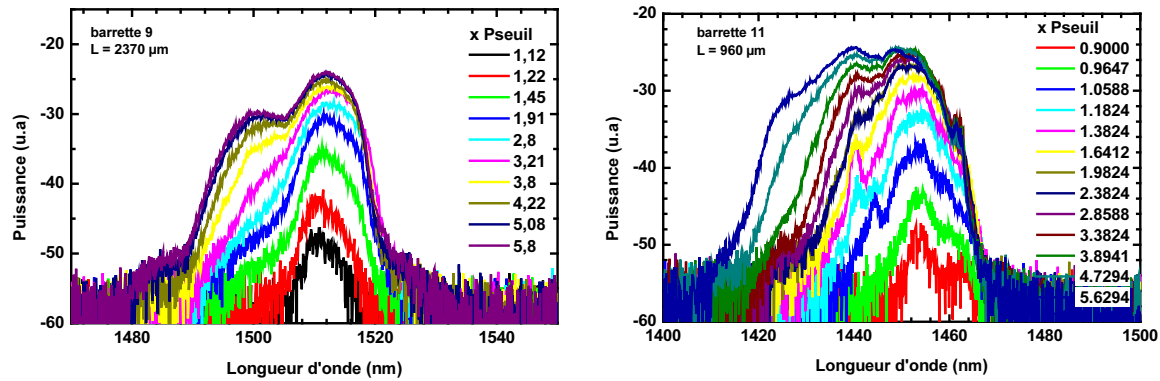 barrette 9
L = 2370 µm
x Pseuil
1,12
1,22
1,45
1,91
2,8
3,21
3,8
4,22
5,08
5,8
-20
-30
-40
-50
-60
Puissance (u.a)
1480 1500 1520 1540
Longueur d'onde (nm)
barrette 11
L = 960 µm
x Pseuil
0.9000
0.9647
1.0588
1.1824
1.3824
1.6412
1.9824
2.3824
2.8588
3.3824
3.8941
4.7294
5.6294
-20
-30
-40
-50
-60
Puissance (u.a)
1400 1420 1440 1460 1480 1500
Longueur d'onde (nm)